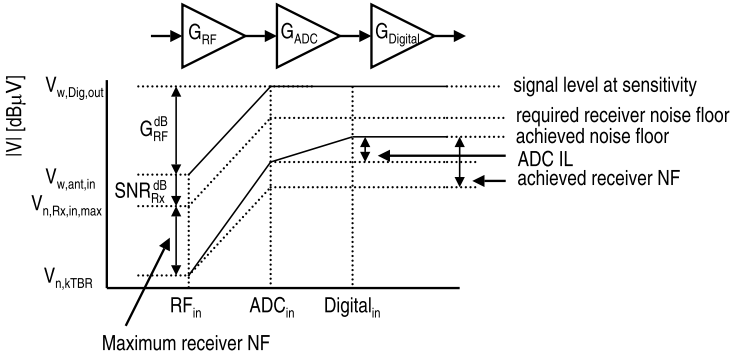 G_RF G_ADC G_Digital
|V| [dBµV]
V_w,Dig,out
signal level at sensitivity
required receiver noise floor
G_RF^dB
achieved noise floor
ADC IL
V_w,ant,in
achieved receiver NF
SNR_Rx^dB
V_n,Rx,in,max
V_n,kTBR
RF_in ADC_in Digital_in
Maximum receiver NF